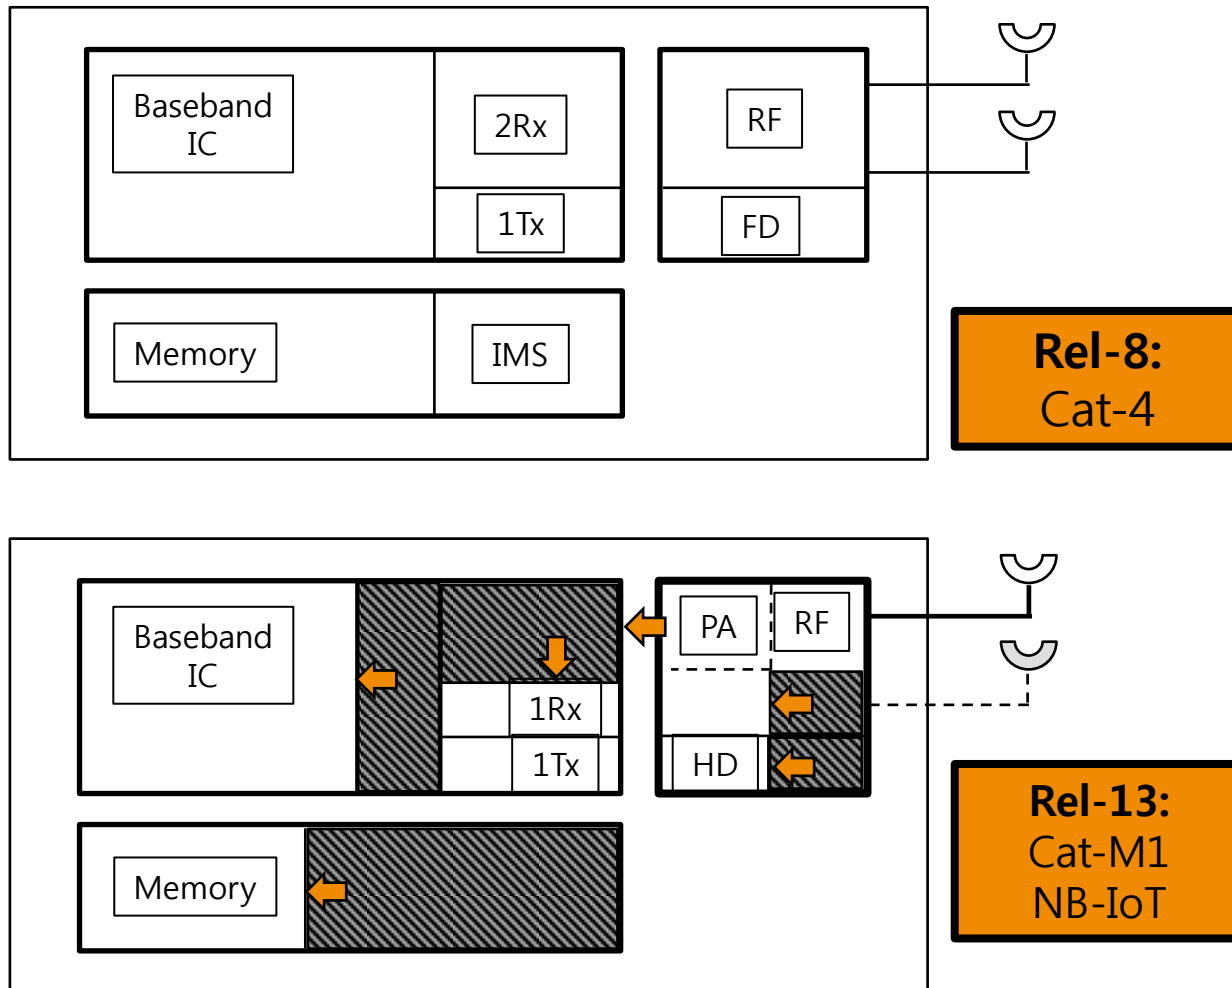 Baseband
IC
2Rx
1Tx
RF
FD
Memory
IMS
Rel-8:
Cat-4
Baseband
IC
1Rx
1Tx
PA
RF
HD
Memory
Rel-13:
Cat-M1
NB-IoT